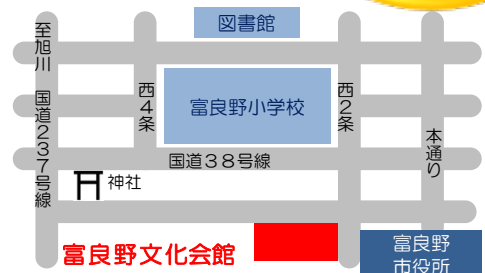 図書館
至旭川 国道237号線
西4条
富良野小学校
西2条
本通り
国道38号線
神社
富良野文化会館
富良野
市役所